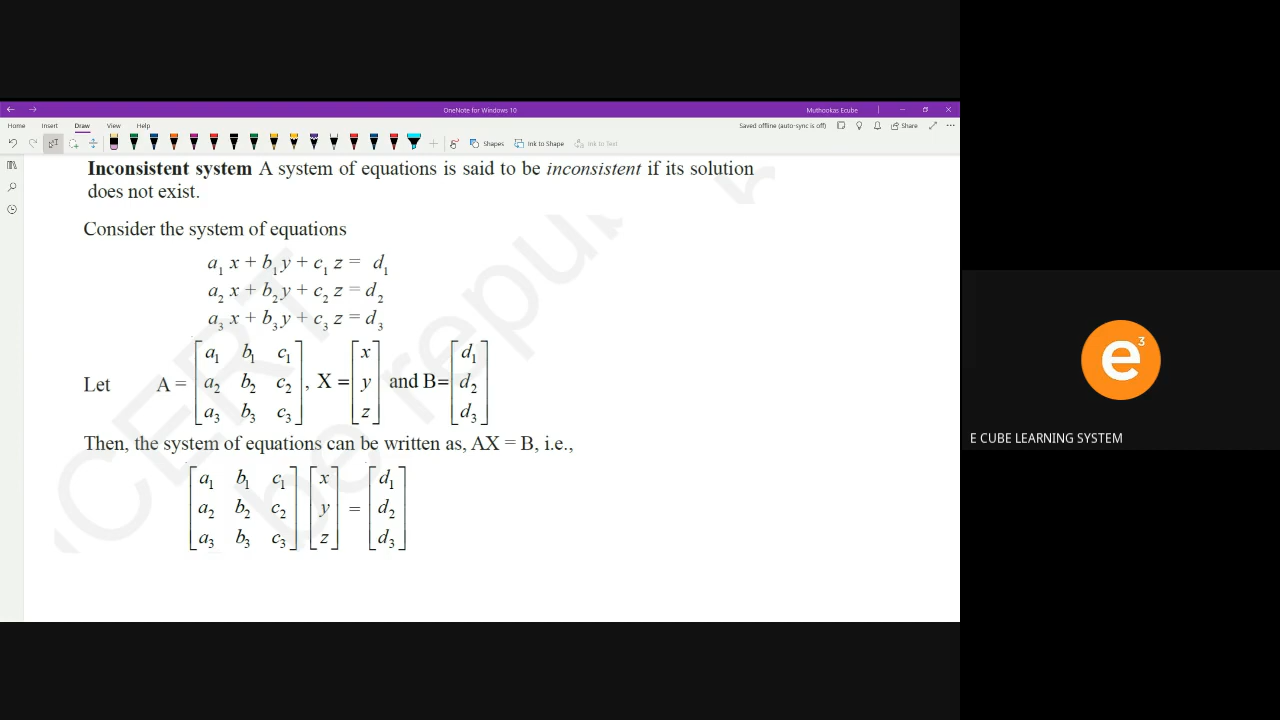 OneNote for Windows 10
Muthookas Ecube
Home Insert Draw View Help
Saved offline (auto-sync is off) Share
Shapes Ink to Shape Ink to Text
Inconsistent system A system of equations is said to be inconsistent if its solution
does not exist.
Consider the system of equations
a₁ x + b₁ y + c₁ z = d₁
a₂ x + b₂ y + c₂ z = d₂
a₃ x + b₃ y + c₃ z = d₃
Let A = [a₁ b₁ c₁; a₂ b₂ c₂; a₃ b₃ c₃], X = [x; y; z] and B= [d₁; d₂; d₃]
Then, the system of equations can be written as, AX = B, i.e.,
[a₁ b₁ c₁; a₂ b₂ c₂; a₃ b₃ c₃] [x; y; z] = [d₁; d₂; d₃]
e³
E CUBE LEARNING SYSTEM